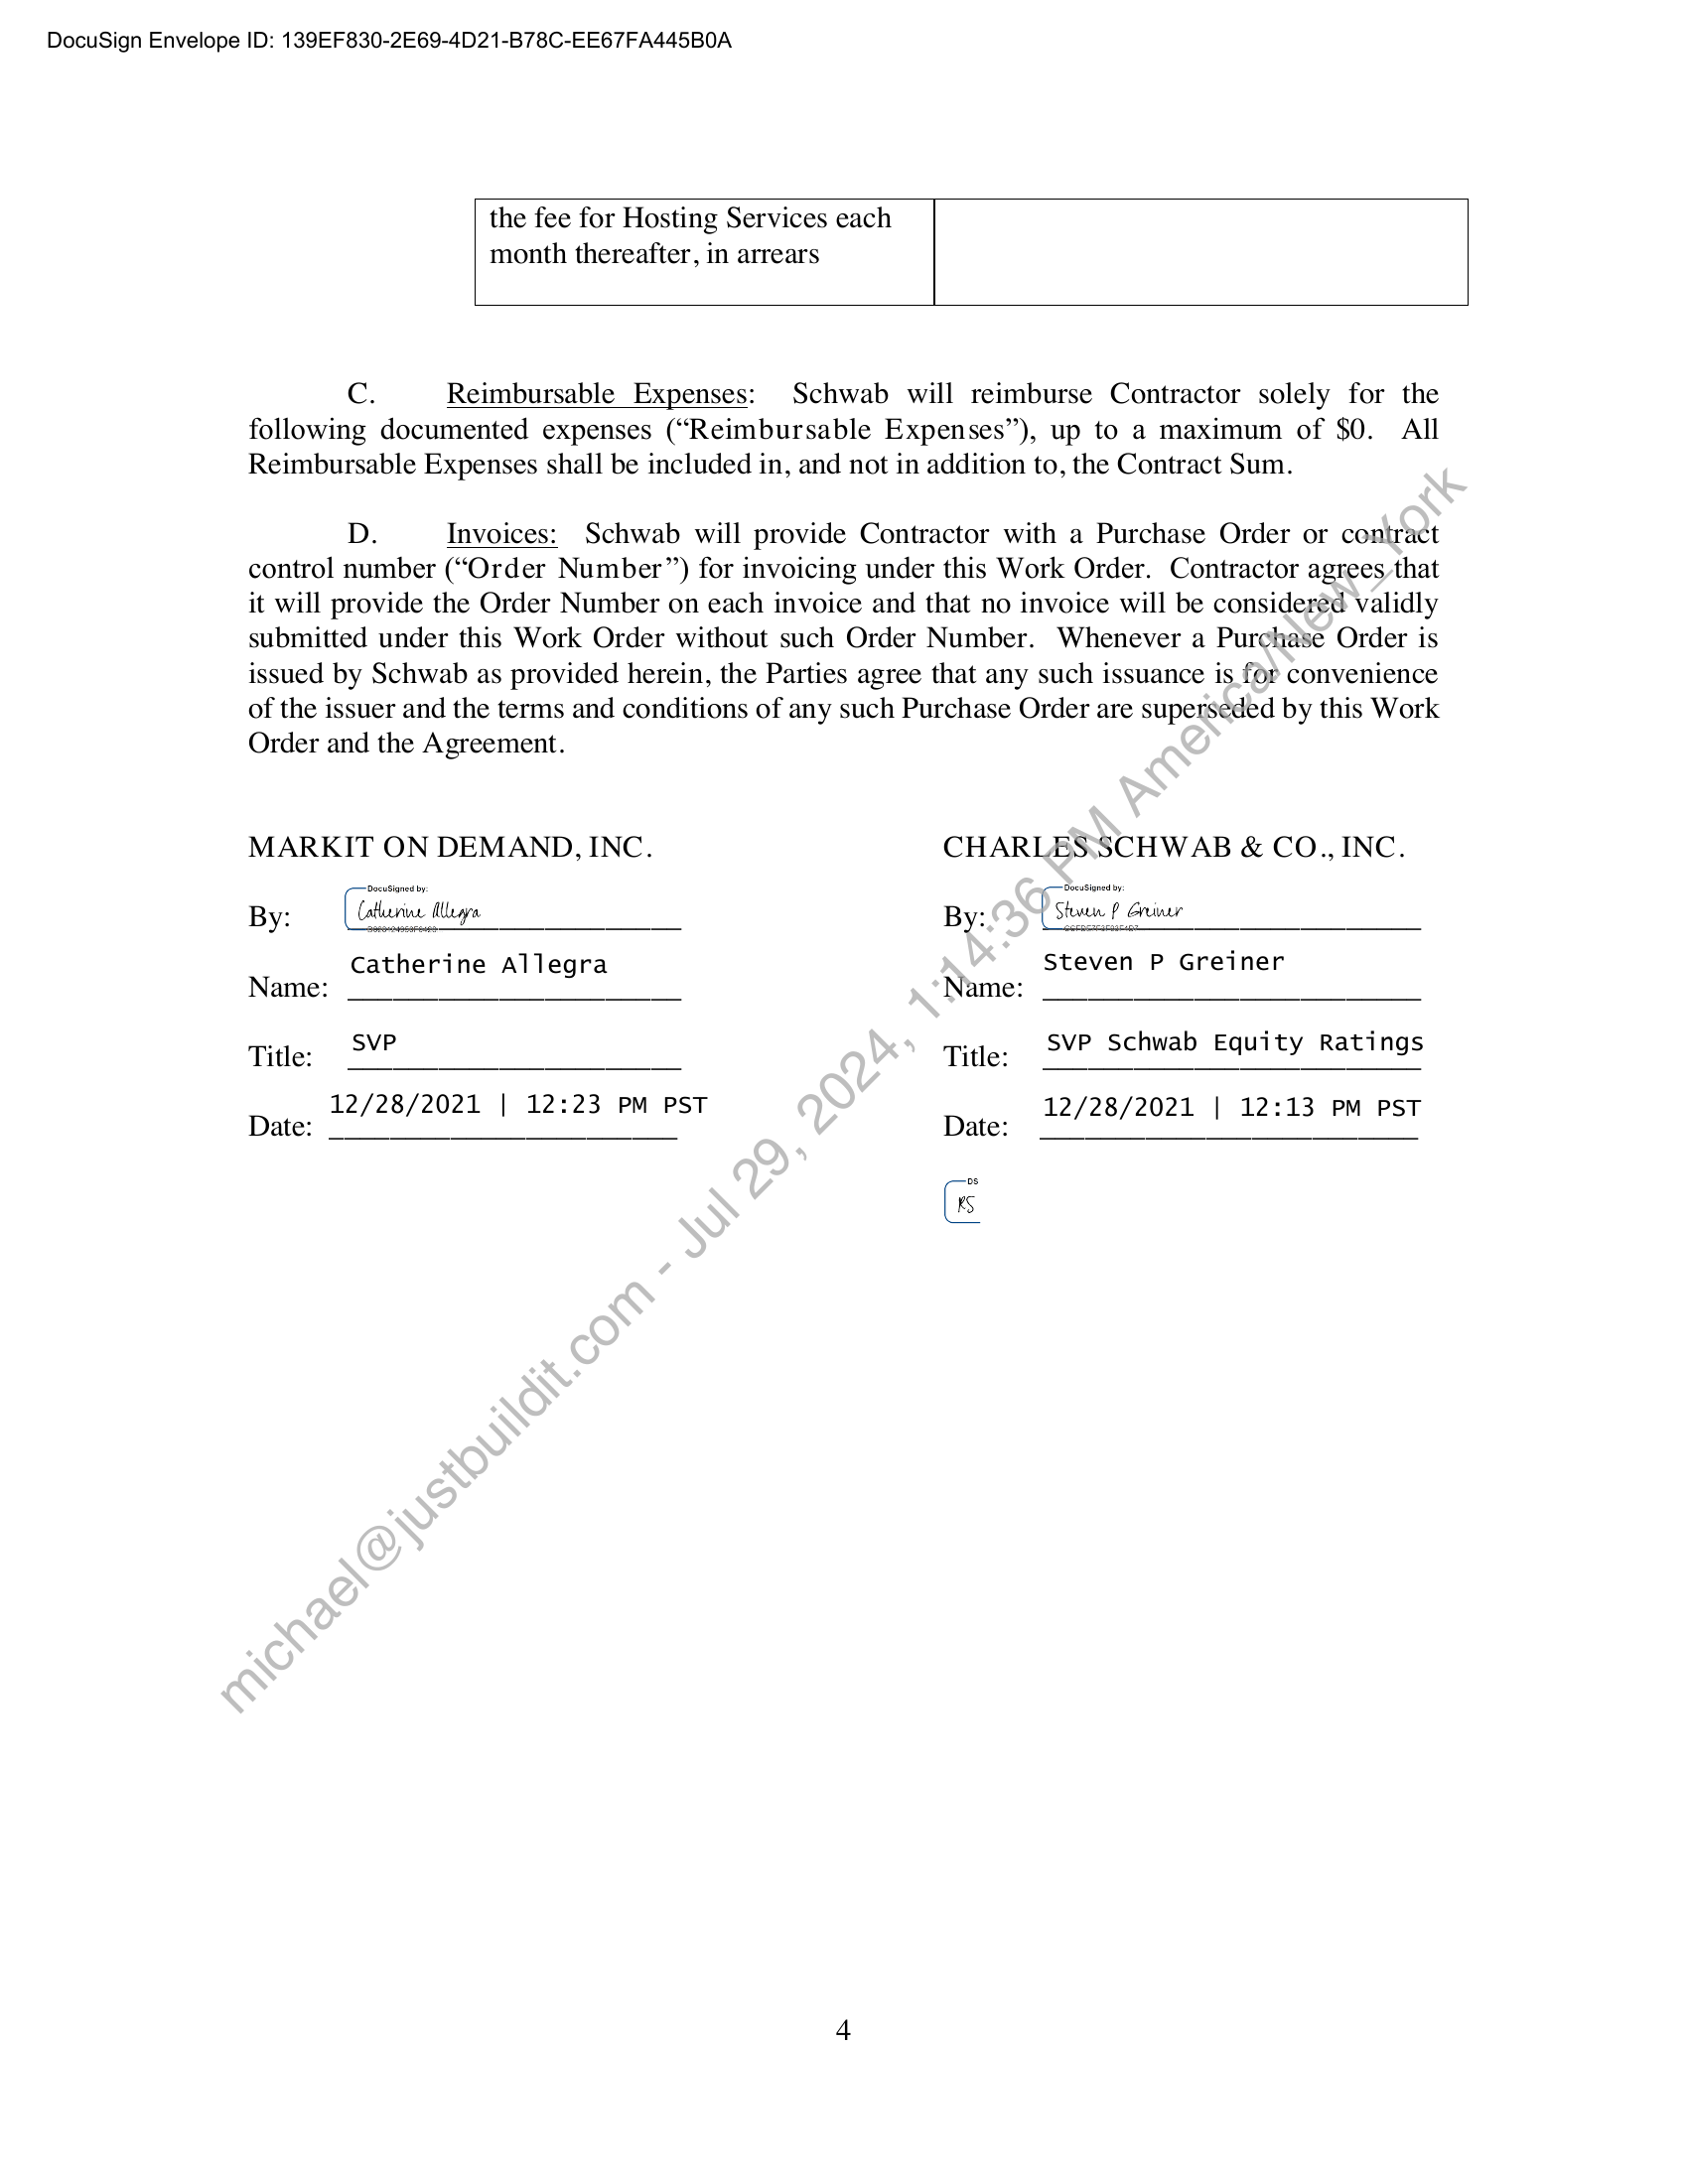 DocuSign Envelope ID: 139EF830-2E69-4D21-B78C-EE67FA445B0A
the fee for Hosting Services each
month thereafter, in arrears
C. Reimbursable Expenses: Schwab will reimburse Contractor solely for the
following documented expenses (“Reimbursable Expenses”), up to a maximum of $0. All
Reimbursable Expenses shall be included in, and not in addition to, the Contract Sum.
D. Invoices: Schwab will provide Contractor with a Purchase Order or contract
control number (“Order Number”) for invoicing under this Work Order. Contractor agrees that
it will provide the Order Number on each invoice and that no invoice will be considered validly
submitted under this Work Order without such Order Number. Whenever a Purchase Order is
issued by Schwab as provided herein, the Parties agree that any such issuance is for convenience
of the issuer and the terms and conditions of any such Purchase Order are superseded by this Work
Order and the Agreement.
MARKIT ON DEMAND, INC.
DocuSigned by:
By: Catherine Allegra
Name: Catherine Allegra
Title: SVP
Date: 12/28/2021 | 12:23 PM PST
CHARLES SCHWAB & CO., INC.
DocuSigned by:
By: Steven P Greiner
Name: Steven P Greiner
Title: SVP Schwab Equity Ratings
Date: 12/28/2021 | 12:13 PM PST
DS
RS
michael@justbuildit.com - Jul 29, 2024, 1:14:36 PM America/New_York
4